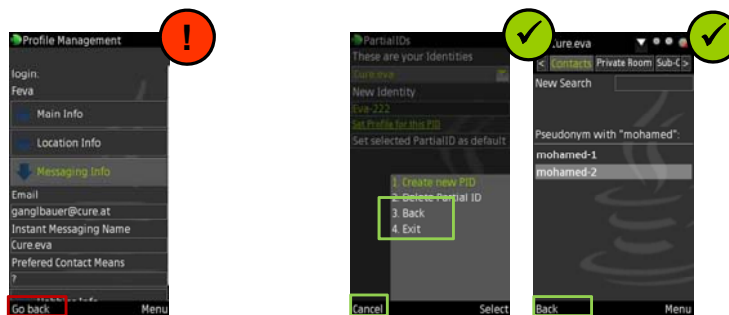 Profile Management
!
login:
Feva
Main Info
Location Info
Messaging Info
Email
ganglbauer@cure.at
Instant Messaging Name
Cure.eva
Prefered Contact Means
?
Hobbies Info
Go back Menu
PartialIDs
These are your Identities
Cure.eva
New Identity
Eva-222
Set Profile for this PID
Set selected PartialID as default
1. Create new PID
2. Delete Partial ID
3. Back
4. Exit
Cancel Select
Cure.eva
< Contacts Private Room Sub-C >
New Search
Pseudonym with "mohamed":
mohamed-1
mohamed-2
Back Menu